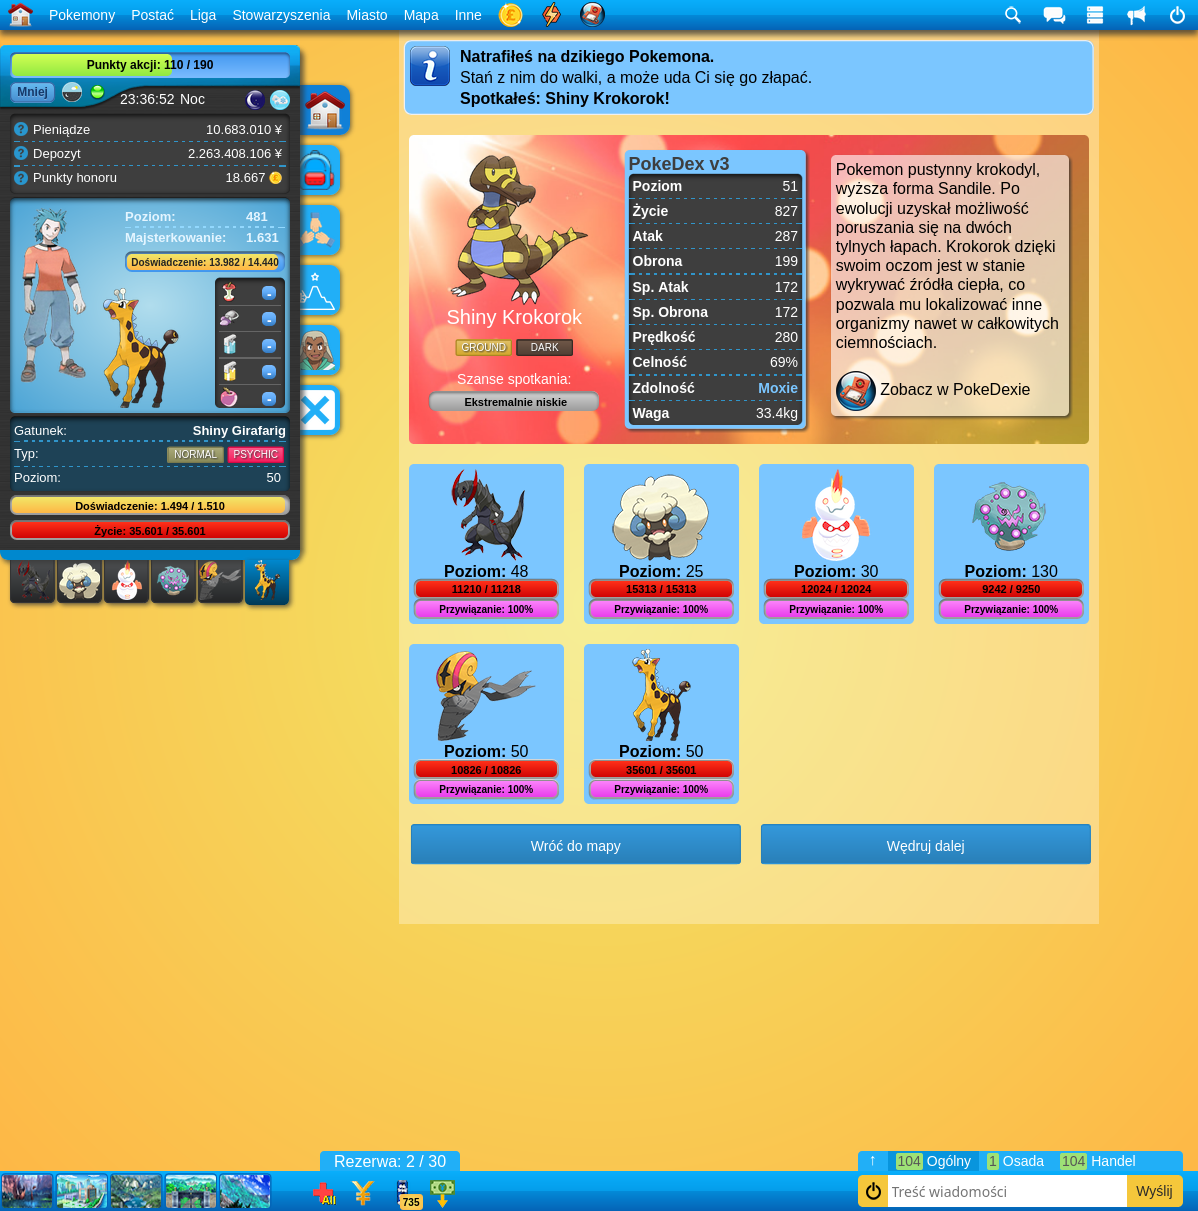 Pokemony Postać Liga Stowarzyszenia Miasto Mapa Inne
Punkty akcji: 110 / 190
Mniej 23:36:52 Noc
Pieniądze 10.683.010 ¥
Depozyt 2.263.408.106 ¥
Punkty honoru 18.667
Poziom: 481
Majsterkowanie: 1.631
Doświadczenie: 13.982 / 14.440
-
-
-
-
-
Gatunek: Shiny Girafarig
Typ: NORMAL PSYCHIC
Poziom: 50
Doświadczenie: 1.494 / 1.510
Życie: 35.601 / 35.601
Natrafiłeś na dzikiego Pokemona.
Stań z nim do walki, a może uda Ci się go złapać.
Spotkałeś: Shiny Krokorok!
Shiny Krokorok
GROUND DARK
Szanse spotkania:
Ekstremalnie niskie
PokeDex v3
Poziom 51
Życie 827
Atak 287
Obrona 199
Sp. Atak 172
Sp. Obrona 172
Prędkość 280
Celność 69%
Zdolność Moxie
Waga 33.4kg
Pokemon pustynny krokodyl,
wyższa forma Sandile. Po
ewolucji uzyskał możliwość
poruszania się na dwóch
tylnych łapach. Krokorok dzięki
swoim oczom jest w stanie
wykrywać źródła ciepła, co
pozwala mu lokalizować inne
organizmy nawet w całkowitych
ciemnościach.
Zobacz w PokeDexie
Poziom: 48
11210 / 11218
Przywiązanie: 100%
Poziom: 25
15313 / 15313
Przywiązanie: 100%
Poziom: 30
12024 / 12024
Przywiązanie: 100%
Poziom: 130
9242 / 9250
Przywiązanie: 100%
Poziom: 50
10826 / 10826
Przywiązanie: 100%
Poziom: 50
35601 / 35601
Przywiązanie: 100%
Wróć do mapy
Wędruj dalej
Rezerwa: 2 / 30
All
735
↑ 104 Ogólny 1 Osada 104 Handel
Treść wiadomości Wyślij